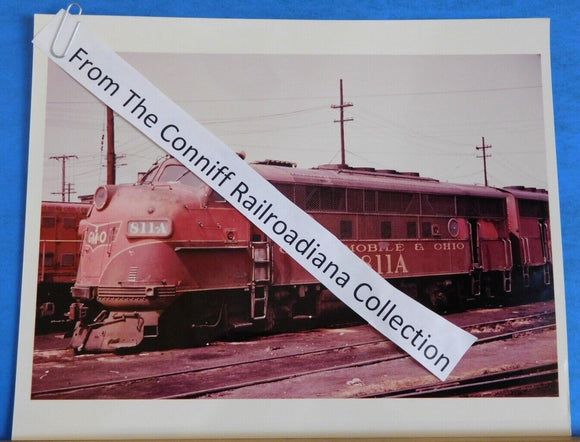 From The Conniff Railroadiana Collection
811A
GM&O
MOBILE & OHIO
811A